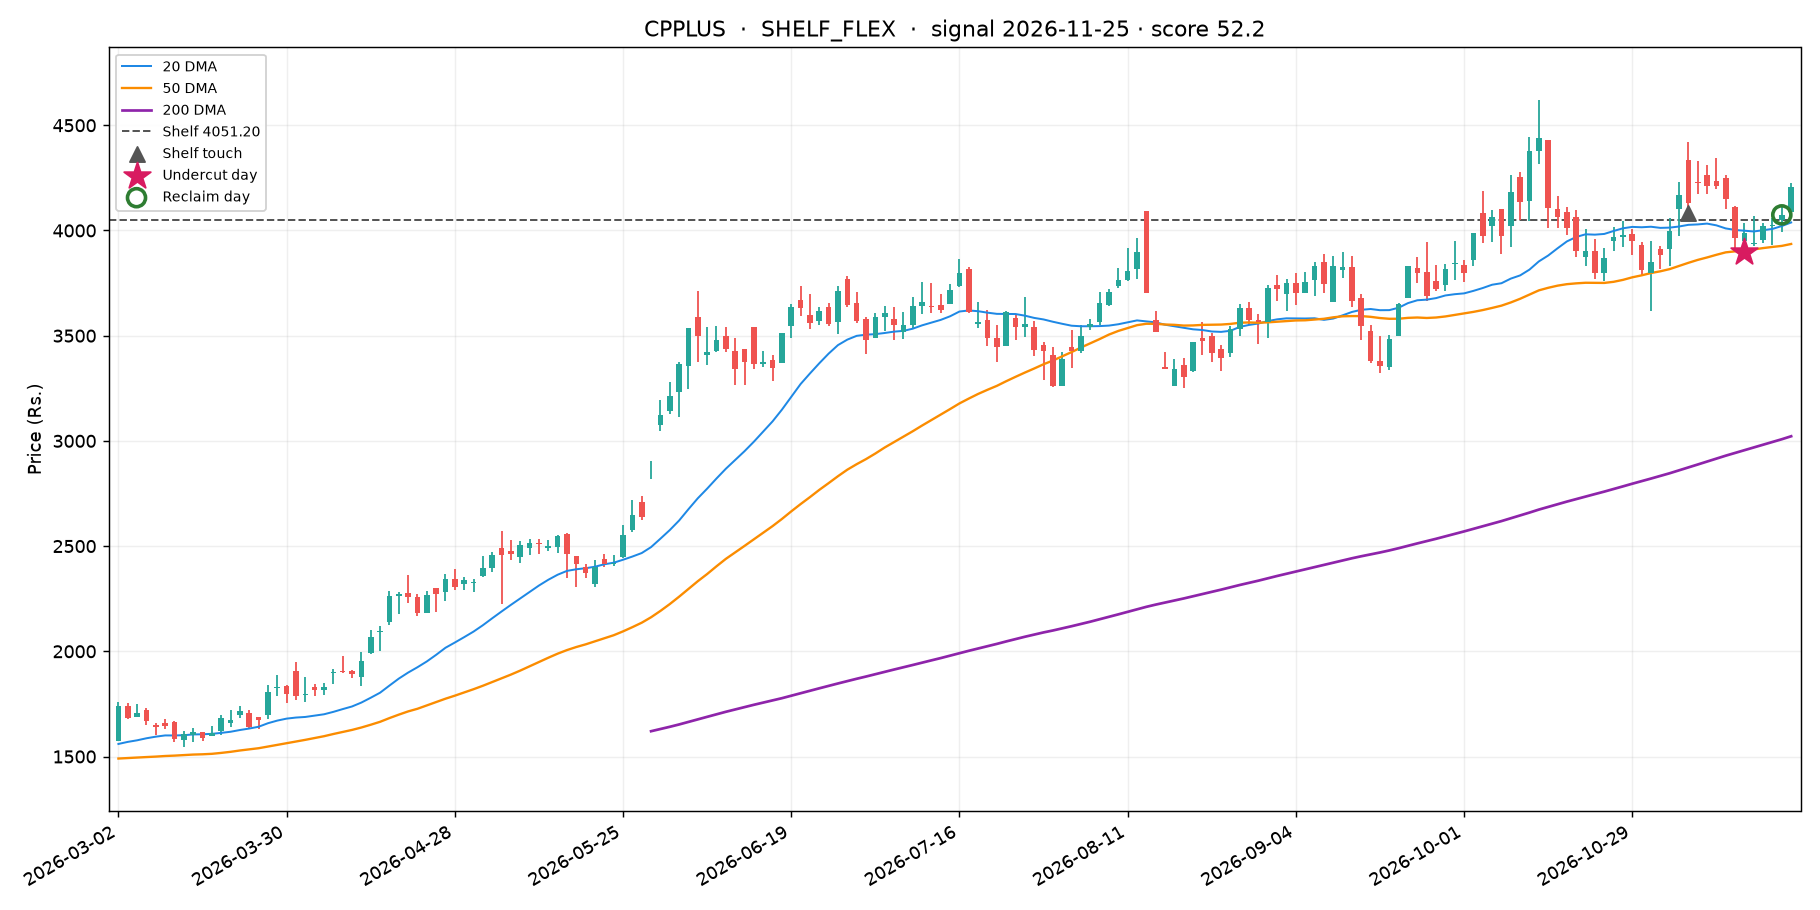 CPPLUS · SHELF_FLEX · signal 2026-11-25 · score 52.2
20 DMA
50 DMA
200 DMA
Shelf 4051.20
Shelf touch
Undercut day
Reclaim day
Price (Rs.)
4500
4000
3500
3000
2500
2000
1500
2026-03-02
2026-03-30
2026-04-28
2026-05-25
2026-06-19
2026-07-16
2026-08-11
2026-09-04
2026-10-01
2026-10-29